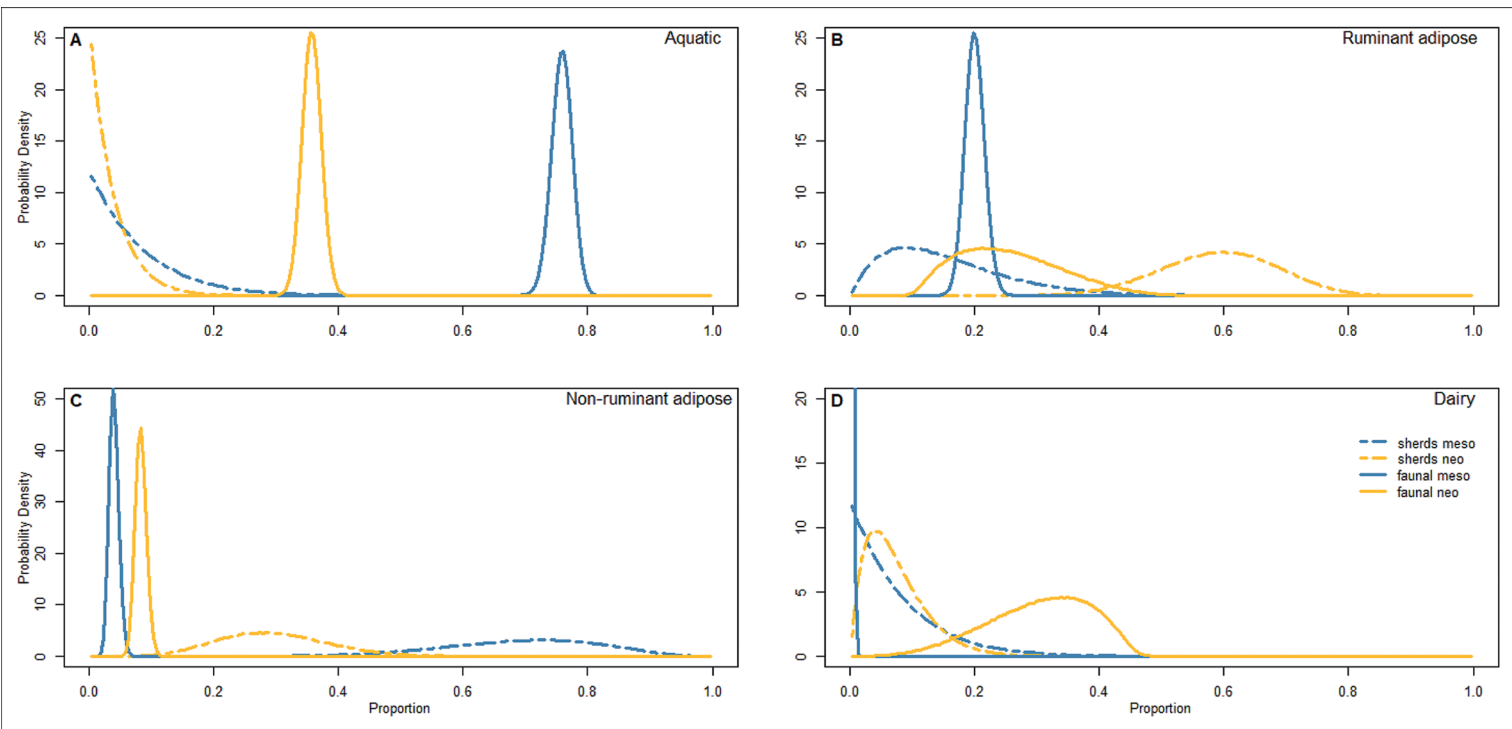 A Aquatic
Probability Density
25
20
15
10
5
0
0.0 0.2 0.4 0.6 0.8 1.0
B Ruminant adipose
25
20
15
10
5
0
0.0 0.2 0.4 0.6 0.8 1.0
C Non-ruminant adipose
Probability Density
50
40
30
20
10
0
0.0 0.2 0.4 0.6 0.8 1.0
Proportion
D Dairy
20
15
10
5
0
sherds meso
sherds neo
faunal meso
faunal neo
0.0 0.2 0.4 0.6 0.8 1.0
Proportion